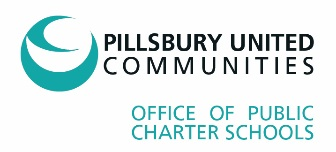 PILLSBURY UNITED
COMMUNITIES
OFFICE OF PUBLIC
CHARTER SCHOOLS